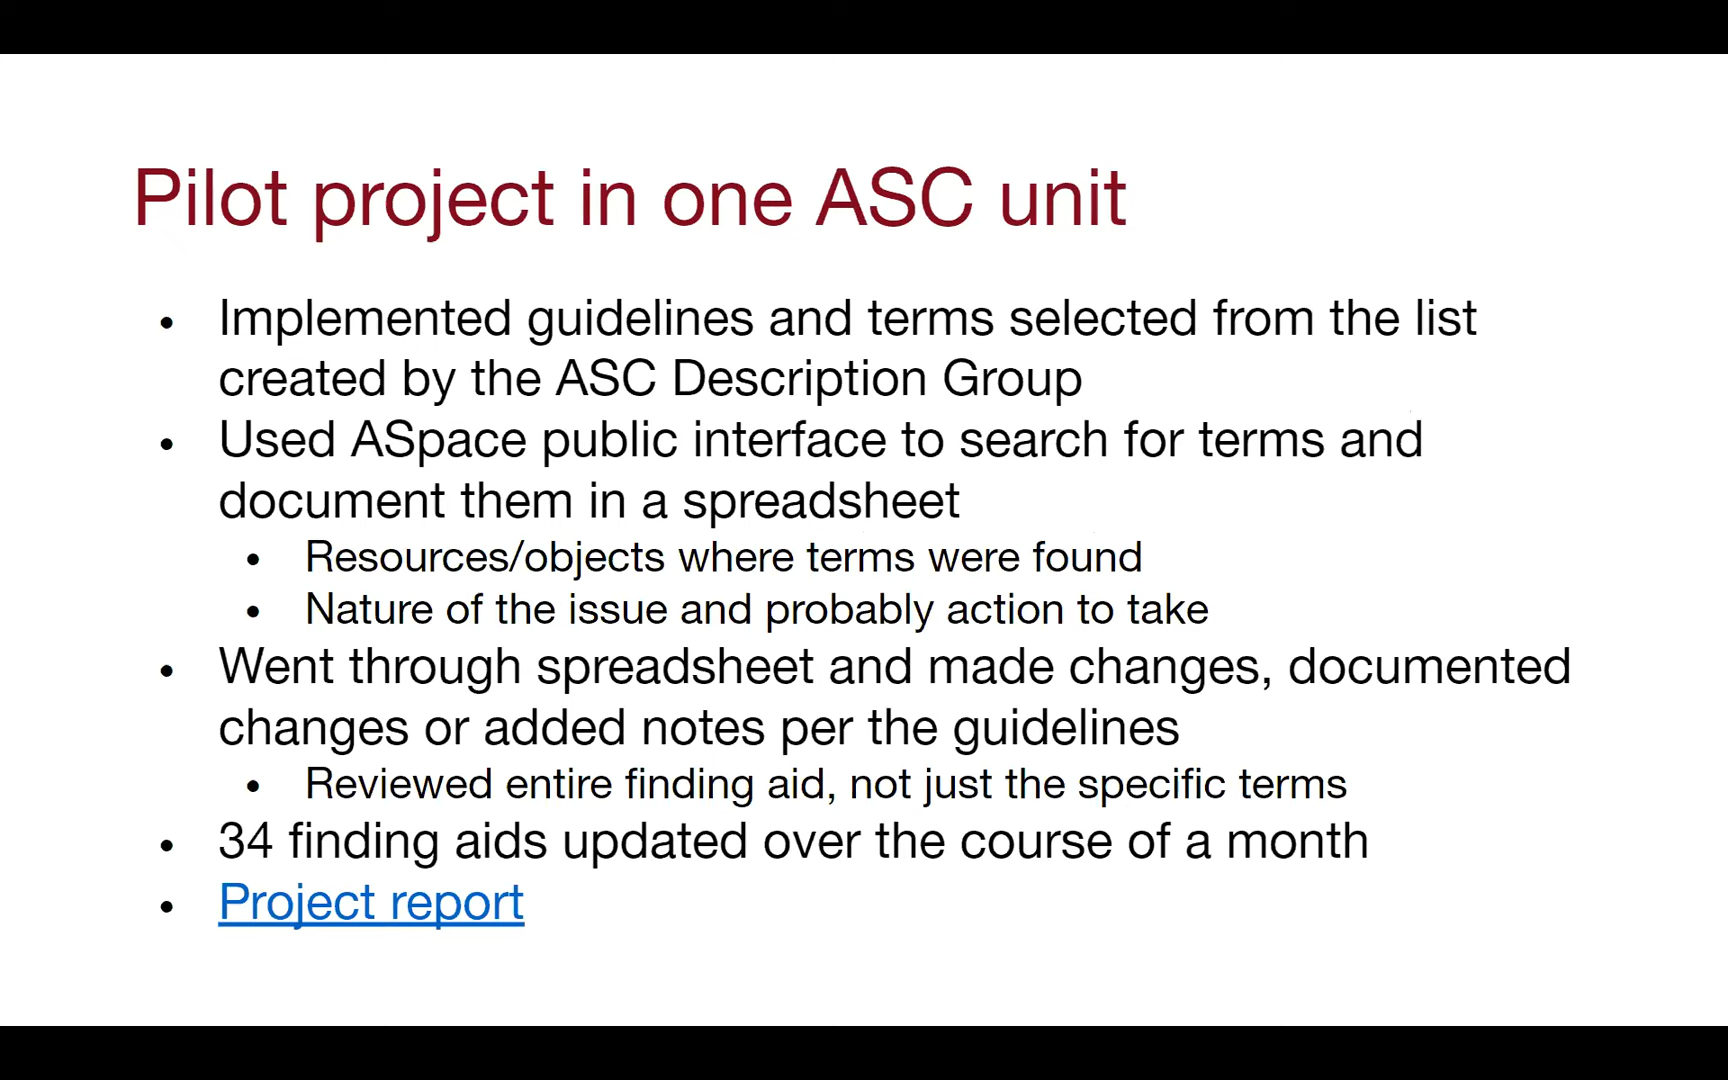 Pilot project in one ASC unit
• Implemented guidelines and terms selected from the list
created by the ASC Description Group
• Used ASpace public interface to search for terms and
document them in a spreadsheet
• Resources/objects where terms were found
• Nature of the issue and probably action to take
• Went through spreadsheet and made changes, documented
changes or added notes per the guidelines
• Reviewed entire finding aid, not just the specific terms
• 34 finding aids updated over the course of a month
• Project report